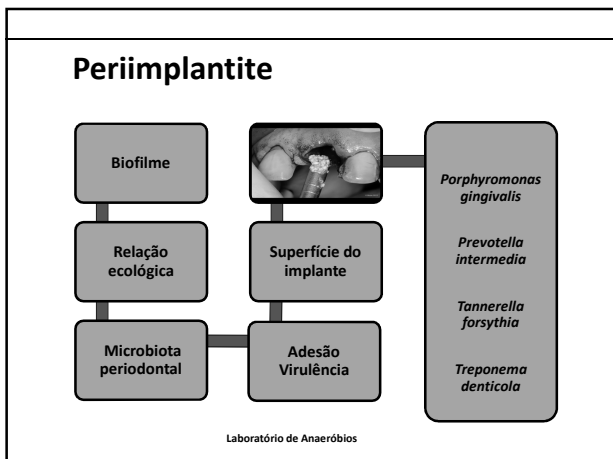 Periimplantite
Biofilme
Relação
ecológica
Microbiota
periodontal
Adesão
Virulência
Superfície do
implante
Porphyromonas
gingivalis
Prevotella
intermedia
Tannerella
forsythia
Treponema
denticola
Laboratório de Anaeróbios